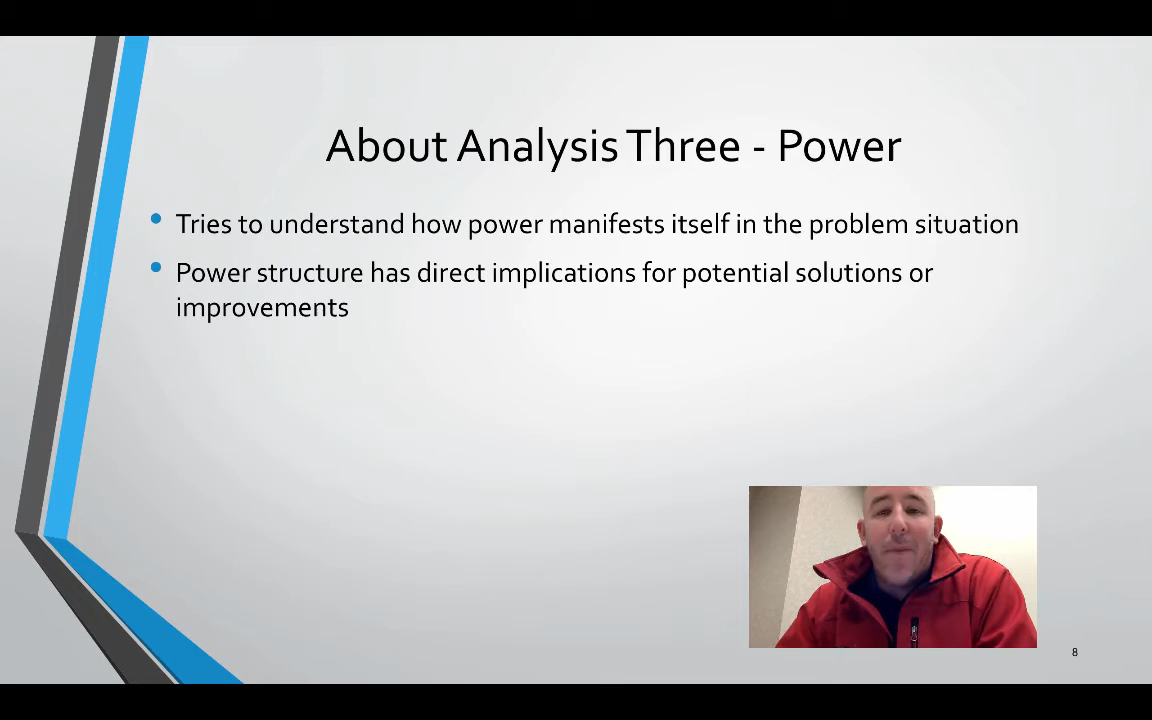 About Analysis Three - Power
• Tries to understand how power manifests itself in the problem situation
• Power structure has direct implications for potential solutions or
improvements
8